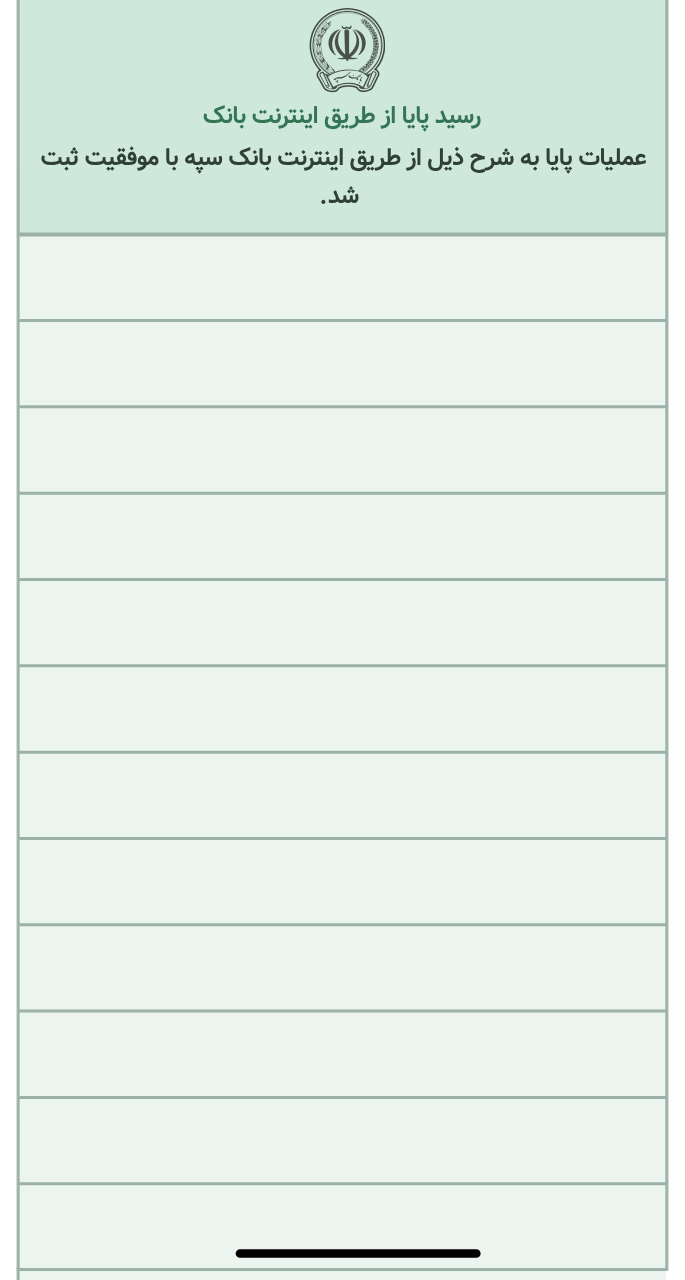 رسید پایا از طریق اینترنت بانک
عملیات پایا به شرح ذیل از طریق اینترنت بانک سپه با موفقیت ثبت
شد.